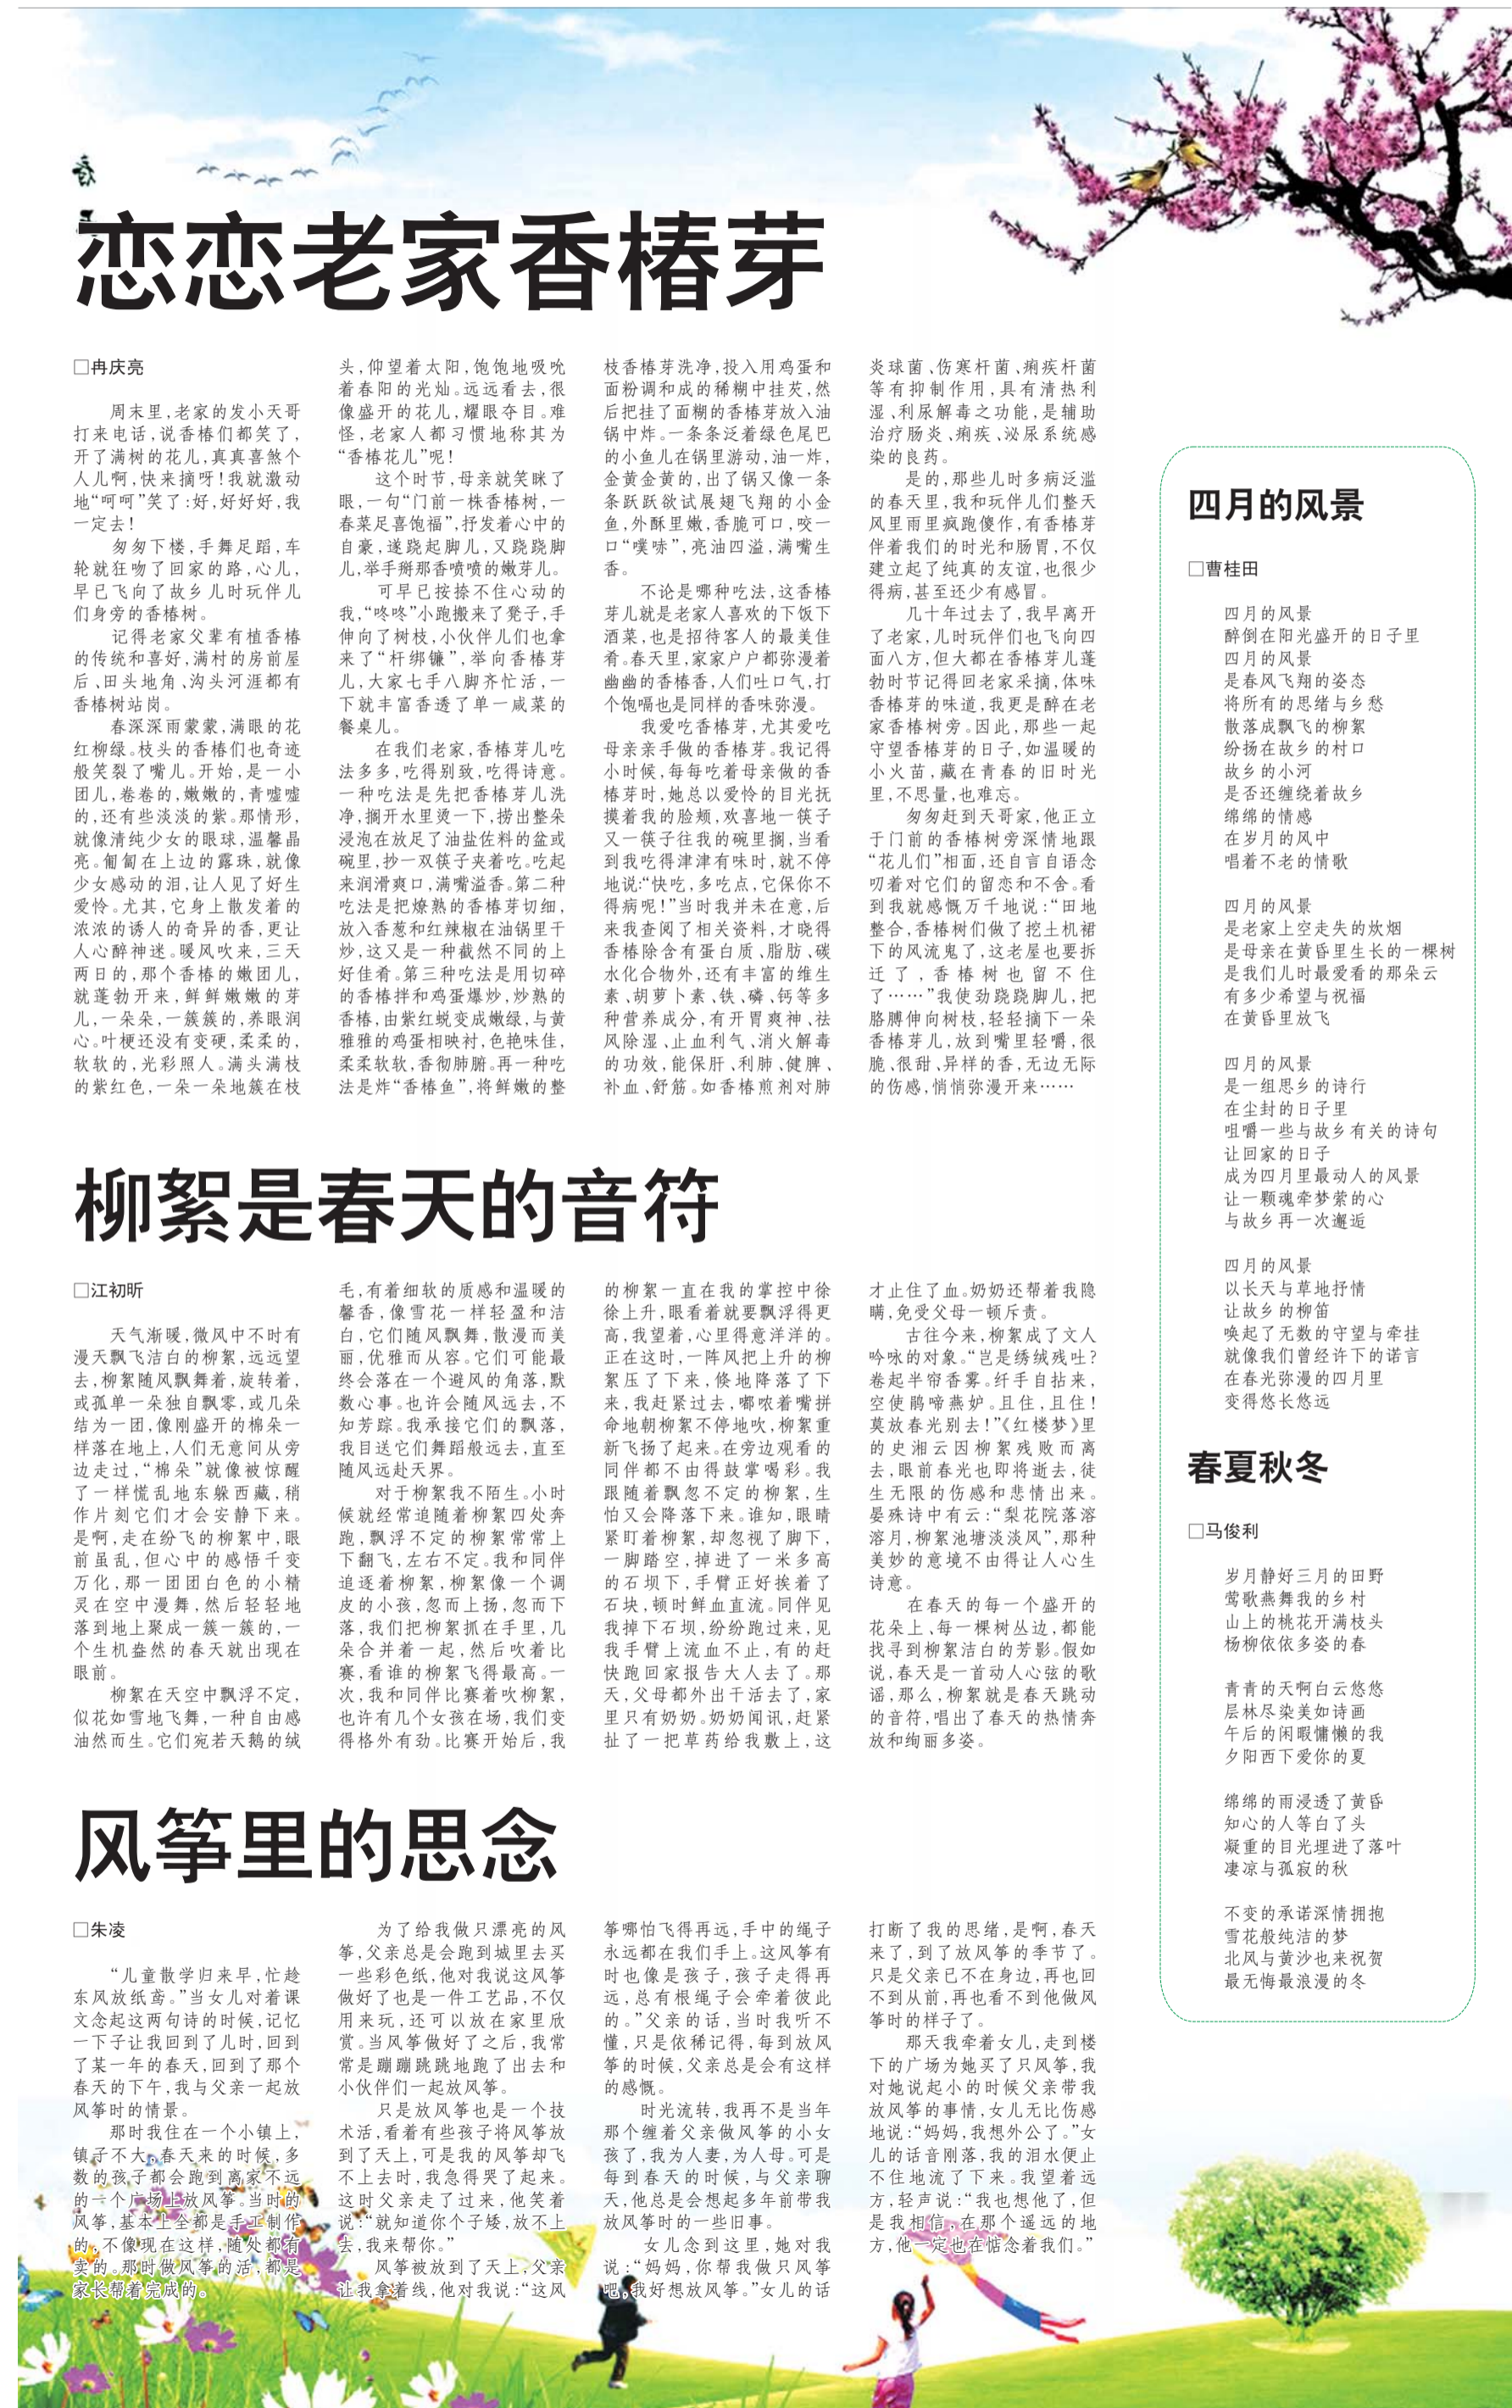 春
恋恋老家香椿芽
□冉庆亮
周末里,老家的发小天哥
打来电话,说香椿们都笑了,
开了满树的花儿,真真喜煞个
人儿啊,快来摘呀!我就激动
地“呵呵”笑了:好,好好好,我
一定去!
匆匆下楼,手舞足蹈,车
轮就狂吻了回家的路,心儿,
早已飞向了故乡儿时玩伴儿
们身旁的香椿树。
记得老家父辈有植香椿
的传统和喜好,满村的房前屋
后、田头地角、沟头河涯都有
香椿树站岗。
春深深雨蒙蒙,满眼的花
红柳绿。枝头的香椿们也奇迹
般笑裂了嘴儿。开始,是一小
团儿,卷卷的,嫩嫩的,青嘘嘘
的,还有些淡淡的紫。那情形,
就像清纯少女的眼球,温馨晶
亮。匍匐在上边的露珠,就像
少女感动的泪,让人见了好生
爱怜。尤其,它身上散发着的
浓浓的诱人的奇异的香,更让
人心醉神迷。暖风吹来,三天
两日的,那个香椿的嫩团儿,
就蓬勃开来,鲜鲜嫩嫩的芽
儿,一朵朵,一簇簇的,养眼润
心。叶梗还没有变硬,柔柔的,
软软的,光彩照人。满头满枝
的紫红色,一朵一朵地簇在枝
头,仰望着太阳,饱饱地吸吮
着春阳的光灿。远远看去,很
像盛开的花儿,耀眼夺目。难
怪,老家人都习惯地称其为
“香椿花儿”呢!
这个时节,母亲就笑眯了
眼,一句“门前一株香椿树,一
春菜足喜饱福”,抒发着心中的
自豪,遂跷起脚儿,又跷跷脚
儿,举手掰那香喷喷的嫩芽儿。
可早已按捺不住心动的
我,“咚咚”小跑搬来了凳子,手
伸向了树枝,小伙伴儿们也拿
来了“杆绑镰”,举向香椿芽
儿,大家七手八脚齐忙活,一
下就丰富香透了单一咸菜的
餐桌儿。
在我们老家,香椿芽儿吃
法多多,吃得别致,吃得诗意。
一种吃法是先把香椿芽儿洗
净,搁开水里烫一下,捞出整朵
浸泡在放足了油盐佐料的盆或
碗里,抄一双筷子夹着吃。吃起
来润滑爽口,满嘴溢香。第二种
吃法是把燎熟的香椿芽切细,
放入香葱和红辣椒在油锅里干
炒,这又是一种截然不同的上
好佳肴。第三种吃法是用切碎
的香椿拌和鸡蛋爆炒,炒熟的
香椿,由紫红蜕变成嫩绿,与黄
雅雅的鸡蛋相映衬,色艳味佳,
柔柔软软,香彻肺腑。再一种吃
法是炸“香椿鱼”,将鲜嫩的整
枝香椿芽洗净,投入用鸡蛋和
面粉调和成的稀糊中挂芡,然
后把挂了面糊的香椿芽放入油
锅中炸。一条条泛着绿色尾巴
的小鱼儿在锅里游动,油一炸,
金黄金黄的,出了锅又像一条
条跃跃欲试展翅飞翔的小金
鱼,外酥里嫩,香脆可口,咬一
口“噗哧”,亮油四溢,满嘴生
香。
不论是哪种吃法,这香椿
芽儿就是老家人喜欢的下饭下
酒菜,也是招待客人的最美佳
肴。春天里,家家户户都弥漫着
幽幽的香椿香,人们吐口气,打
个饱嗝也是同样的香味弥漫。
我爱吃香椿芽,尤其爱吃
母亲亲手做的香椿芽。我记得
小时候,每每吃着母亲做的香
椿芽时,她总以爱怜的目光抚
摸着我的脸颊,欢喜地一筷子
又一筷子往我的碗里搁,当看
到我吃得津津有味时,就不停
地说:“快吃,多吃点,它保你不
得病呢!”当时我并未在意,后
来我查阅了相关资料,才晓得
香椿除含有蛋白质、脂肪、碳
水化合物外,还有丰富的维生
素、胡萝卜素、铁、磷、钙等多
种营养成分,有开胃爽神、祛
风除湿、止血利气、消火解毒
的功效,能保肝、利肺、健脾、
补血、舒筋。如香椿煎剂对肺
炎球菌、伤寒杆菌、痢疾杆菌
等有抑制作用,具有清热利
湿、利尿解毒之功能,是辅助
治疗肠炎、痢疾、泌尿系统感
染的良药。
是的,那些儿时多病泛滥
的春天里,我和玩伴儿们整天
风里雨里疯跑傻作,有香椿芽
伴着我们的时光和肠胃,不仅
建立起了纯真的友谊,也很少
得病,甚至还少有感冒。
几十年过去了,我早离开
了老家,儿时玩伴们也飞向四
面八方,但大都在香椿芽儿蓬
勃时节记得回老家采摘,体味
香椿芽的味道,我更是醉在老
家香椿树旁。因此,那些一起
守望香椿芽的日子,如温暖的
小火苗,藏在青春的旧时光
里,不思量,也难忘。
匆匆赶到天哥家,他正立
于门前的香椿树旁深情地跟
“花儿们”相面,还自言自语念
叨着对它们的留恋和不舍。看
到我就感慨万千地说:“田地
整合,香椿树们做了挖土机裙
下的风流鬼了,这老屋也要拆
迁了,香椿树也留不住
了……”我使劲跷跷脚儿,把
胳膊伸向树枝,轻轻摘下一朵
香椿芽儿,放到嘴里轻嚼,很
脆、很甜、异样的香,无边无际
的伤感,悄悄弥漫开来……
柳絮是春天的音符
□江初昕
天气渐暖,微风中不时有
漫天飘飞洁白的柳絮,远远望
去,柳絮随风飘舞着,旋转着,
或孤单一朵独自飘零,或几朵
结为一团,像刚盛开的棉朵一
样落在地上,人们无意间从旁
边走过,“棉朵”就像被惊醒
了一样慌乱地东躲西藏,稍
作片刻它们才会安静下来。
是啊,走在纷飞的柳絮中,眼
前虽乱,但心中的感悟千变
万化,那一团团白色的小精
灵在空中漫舞,然后轻轻地
落到地上聚成一簇一簇的,一
个生机盎然的春天就出现在
眼前。
柳絮在天空中飘浮不定,
似花如雪地飞舞,一种自由感
油然而生。它们宛若天鹅的绒
毛,有着细软的质感和温暖的
馨香,像雪花一样轻盈和洁
白,它们随风飘舞,散漫而美
丽,优雅而从容。它们可能最
终会落在一个避风的角落,默
数心事。也许会随风远去,不
知芳踪。我承接它们的飘落,
我目送它们舞蹈般远去,直至
随风远赴天界。
对于柳絮我不陌生。小时
候就经常追随着柳絮四处奔
跑,飘浮不定的柳絮常常上
下翻飞,左右不定。我和同伴
追逐着柳絮,柳絮像一个调
皮的小孩,忽而上扬,忽而下
落,我们把柳絮抓在手里,几
朵合并着一起,然后吹着比
赛,看谁的柳絮飞得最高。一
次,我和同伴比赛着吹柳絮,
也许有几个女孩在场,我们变
得格外有劲。比赛开始后,我
的柳絮一直在我的掌控中徐
徐上升,眼看着就要飘浮得更
高,我望着,心里得意洋洋的。
正在这时,一阵风把上升的柳
絮压了下来,倏地降落了下
来,我赶紧过去,嘟哝着嘴拼
命地朝柳絮不停地吹,柳絮重
新飞扬了起来。在旁边观看的
同伴都不由得鼓掌喝彩。我
跟随着飘忽不定的柳絮,生
怕又会降落下来。谁知,眼睛
紧盯着柳絮,却忽视了脚下,
一脚踏空,掉进了一米多高
的石坝下,手臂正好挨着了
石块,顿时鲜血直流。同伴见
我掉下石坝,纷纷跑过来,见
我手臂上流血不止,有的赶
快跑回家报告大人去了。那
天,父母都外出干活去了,家
里只有奶奶。奶奶闻讯,赶紧
扯了一把草药给我敷上,这
才止住了血。奶奶还帮着我隐
瞒,免受父母一顿斥责。
古往今来,柳絮成了文人
吟咏的对象。“岂是绣绒残吐?
卷起半帘香雾。纤手自拈来,
空使鹃啼燕妒。且住,且住!
莫放春光别去!”《红楼梦》里
的史湘云因柳絮残败而离
去,眼前春光也即将逝去,徒
生无限的伤感和悲情出来。
晏殊诗中有云:“梨花院落溶
溶月,柳絮池塘淡淡风”,那种
美妙的意境不由得让人心生
诗意。
在春天的每一个盛开的
花朵上、每一棵树丛边,都能
找寻到柳絮洁白的芳影。假如
说,春天是一首动人心弦的歌
谣,那么,柳絮就是春天跳动
的音符,唱出了春天的热情奔
放和绚丽多姿。
风筝里的思念
□朱凌
“儿童散学归来早,忙趁
东风放纸鸢。”当女儿对着课
文念起这两句诗的时候,记忆
一下子让我回到了儿时,回到
了某一年的春天,回到了那个
春天的下午,我与父亲一起放
风筝时的情景。
那时我住在一个小镇上,
镇子不大,春天来的时候,多
数的孩子都会跑到离家不远
的一个广场上放风筝。当时的
风筝,基本上全都是手工制作
的,不像现在这样,随处都有
卖的。那时做风筝的活,都是
家长帮着完成的。
为了给我做只漂亮的风
筝,父亲总是会跑到城里去买
一些彩色纸,他对我说这风筝
做好了也是一件工艺品,不仅
用来玩,还可以放在家里欣
赏。当风筝做好了之后,我常
常是蹦蹦跳跳地跑了出去和
小伙伴们一起放风筝。
只是放风筝也是一个技
术活,看着有些孩子将风筝放
到了天上,可是我的风筝却飞
不上去时,我急得哭了起来。
这时父亲走了过来,他笑着
说:“就知道你个子矮,放不上
去,我来帮你。”
风筝被放到了天上,父亲
让我拿着线,他对我说:“这风
筝哪怕飞得再远,手中的绳子
永远都在我们手上。这风筝有
时也像是孩子,孩子走得再
远,总有根绳子会牵着彼此
的。”父亲的话,当时我听不
懂,只是依稀记得,每到放风
筝的时候,父亲总是会有这样
的感慨。
时光流转,我再不是当年
那个缠着父亲做风筝的小女
孩了,我为人妻,为人母。可是
每到春天的时候,与父亲聊
天,他总是会想起多年前带我
放风筝时的一些旧事。
女儿念到这里,她对我
说:“妈妈,你帮我做只风筝
吧,我好想放风筝。”女儿的话
打断了我的思绪,是啊,春天
来了,到了放风筝的季节了。
只是父亲已不在身边,再也回
不到从前,再也看不到他做风
筝时的样子了。
那天我牵着女儿,走到楼
下的广场为她买了只风筝,我
对她说起小的时候父亲带我
放风筝的事情,女儿无比伤感
地说:“妈妈,我想外公了。”女
儿的话音刚落,我的泪水便止
不住地流了下来。我望着远
方,轻声说:“我也想他了,但
是我相信,在那个遥远的地
方,他一定也在惦念着我们。”
四月的风景
□曹桂田
四月的风景
醉倒在阳光盛开的日子里
四月的风景
是春风飞翔的姿态
将所有的思绪与乡愁
散落成飘飞的柳絮
纷扬在故乡的村口
故乡的小河
是否还缠绕着故乡
绵绵的情感
在岁月的风中
唱着不老的情歌
四月的风景
是老家上空走失的炊烟
是母亲在黄昏里生长的一棵树
是我们儿时最爱看的那朵云
有多少希望与祝福
在黄昏里放飞
四月的风景
是一组思乡的诗行
在尘封的日子里
咀嚼一些与故乡有关的诗句
让回家的日子
成为四月里最动人的风景
让一颗魂牵梦萦的心
与故乡再一次邂逅
四月的风景
以长天与草地抒情
让故乡的柳笛
唤起了无数的守望与牵挂
就像我们曾经许下的诺言
在春光弥漫的四月里
变得悠长悠远
春夏秋冬
□马俊利
岁月静好三月的田野
莺歌燕舞我的乡村
山上的桃花开满枝头
杨柳依依多姿的春
青青的天啊白云悠悠
层林尽染美如诗画
午后的闲暇慵懒的我
夕阳西下爱你的夏
绵绵的雨浸透了黄昏
知心的人等白了头
凝重的目光埋进了落叶
凄凉与孤寂的秋
不变的承诺深情拥抱
雪花般纯洁的梦
北风与黄沙也来祝贺
最无悔最浪漫的冬